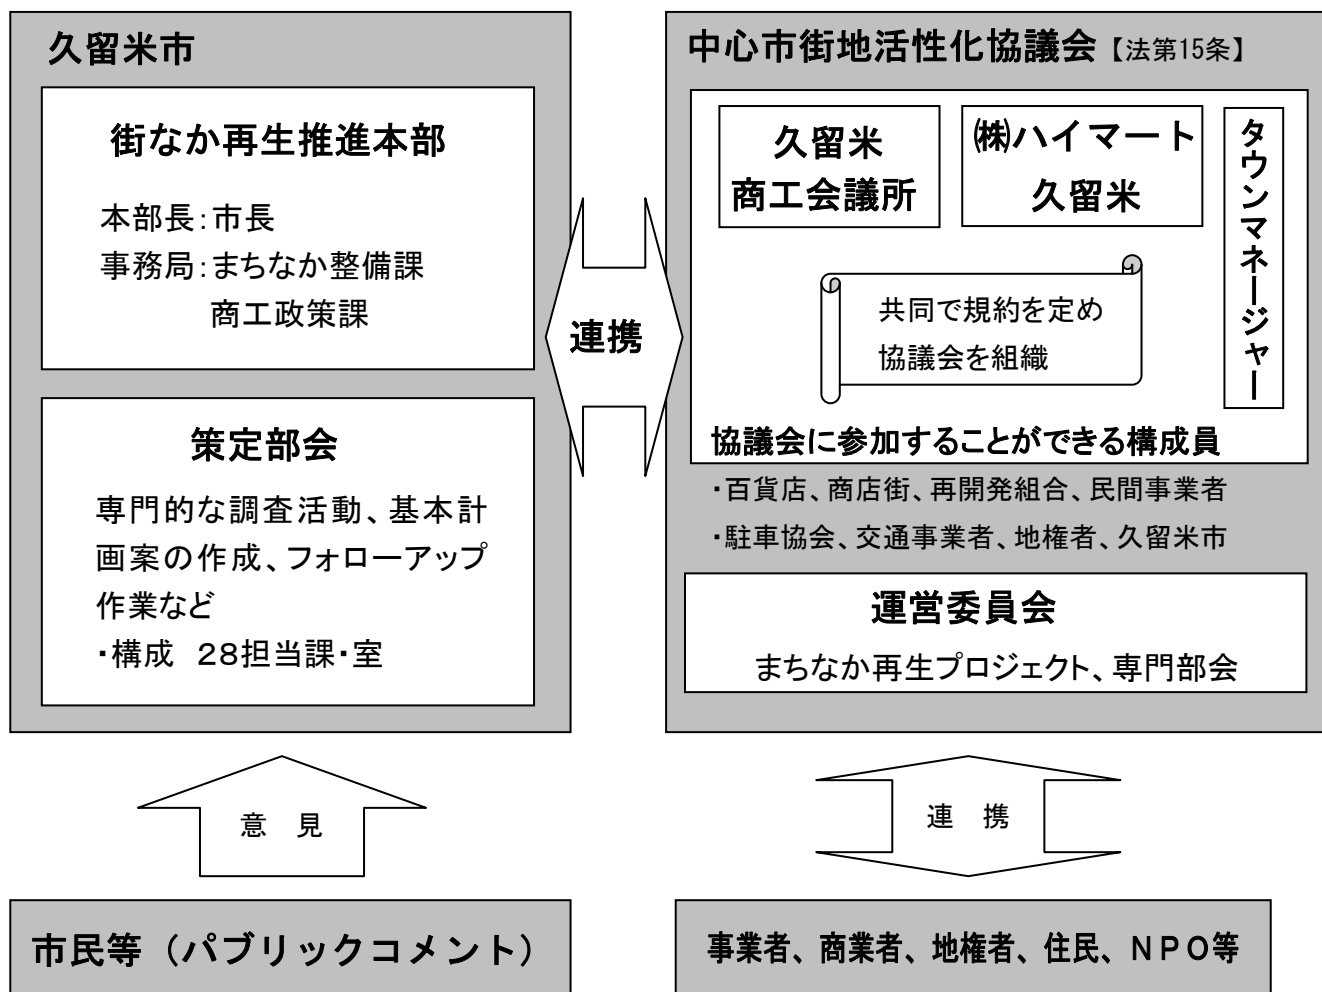 久留米市
街なか再生推進本部
本部長：市長
事務局：まちなか整備課
商工政策課
策定部会
専門的な調査活動、基本計
画案の作成、フォローアップ
作業など
・構成　２８担当課・室
連携
中心市街地活性化協議会【法第15条】
久留米
商工会議所
㈱ハイマート
久留米
タウンマネージャー
共同で規約を定め
協議会を組織
協議会に参加することができる構成員
・百貨店、商店街、再開発組合、民間事業者
・駐車協会、交通事業者、地権者、久留米市
運営委員会
まちなか再生プロジェクト、専門部会
意　見
連　携
市民等（パブリックコメント）
事業者、商業者、地権者、住民、ＮＰＯ等